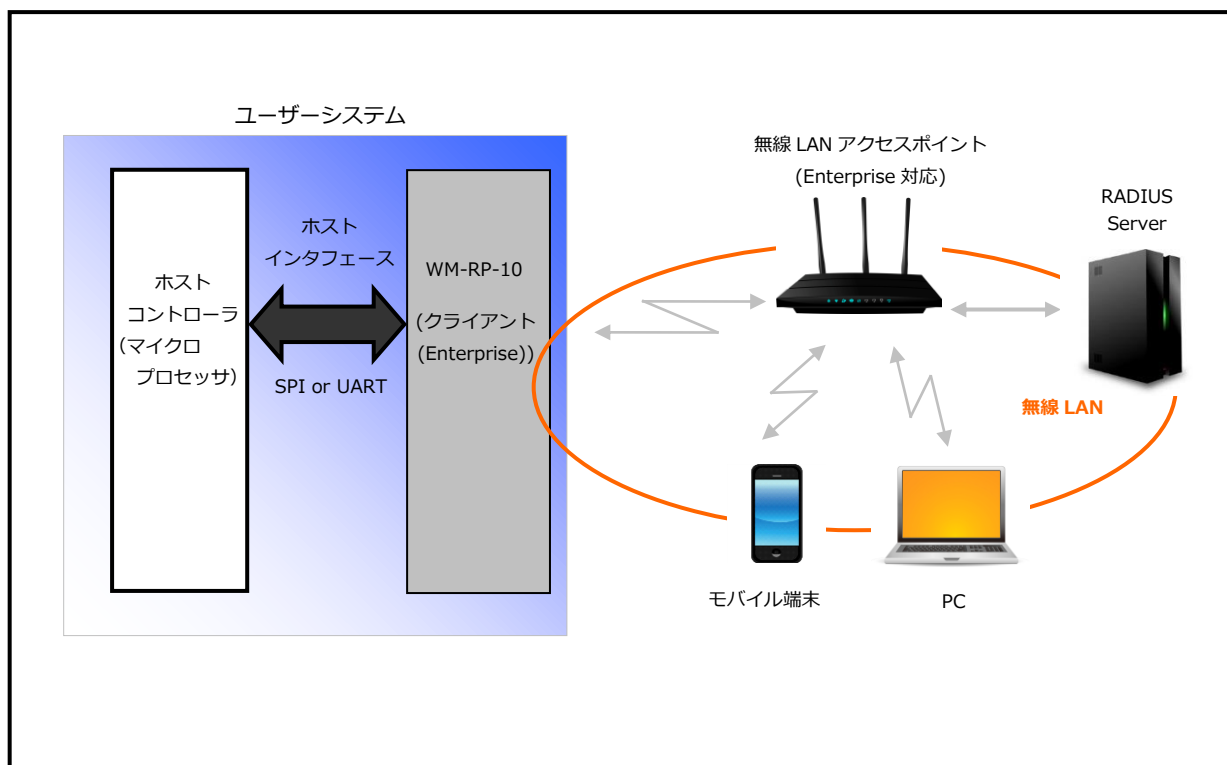 ユーザーシステム
ホスト
コントローラ
(マイクロ
プロセッサ)
ホスト
インタフェース
SPI or UART
WM-RP-10
(クライアント
(Enterprise))
無線 LAN アクセスポイント
(Enterprise 対応)
RADIUS
Server
無線 LAN
モバイル端末
PC